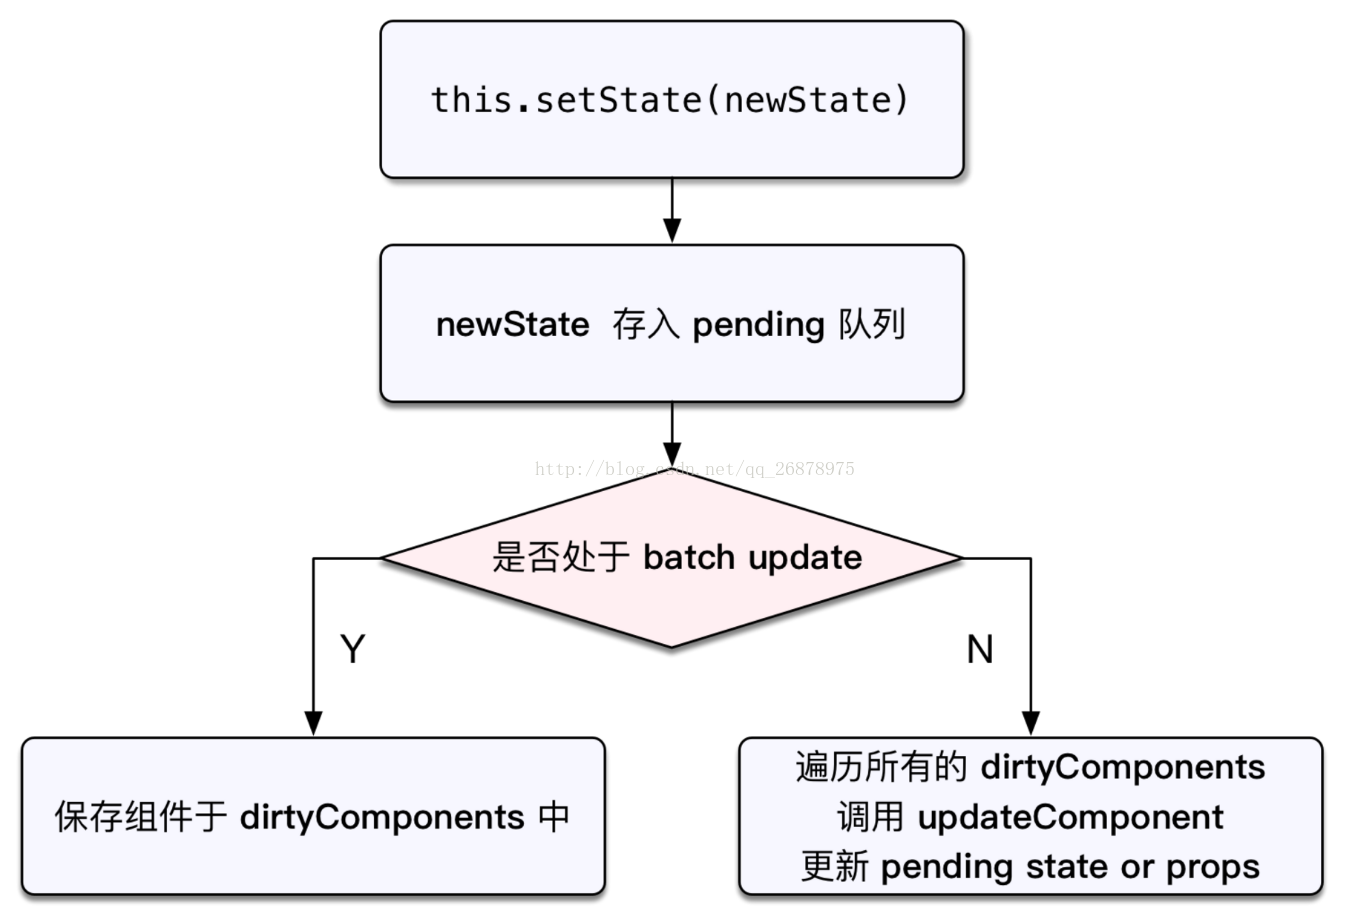 this.setState(newState)
newState 存入 pending 队列
http://blog.csdn.net/qq_26878975
是否处于 batch update
Y
N
保存组件于 dirtyComponents 中
遍历所有的 dirtyComponents
调用 updateComponent
更新 pending state or props